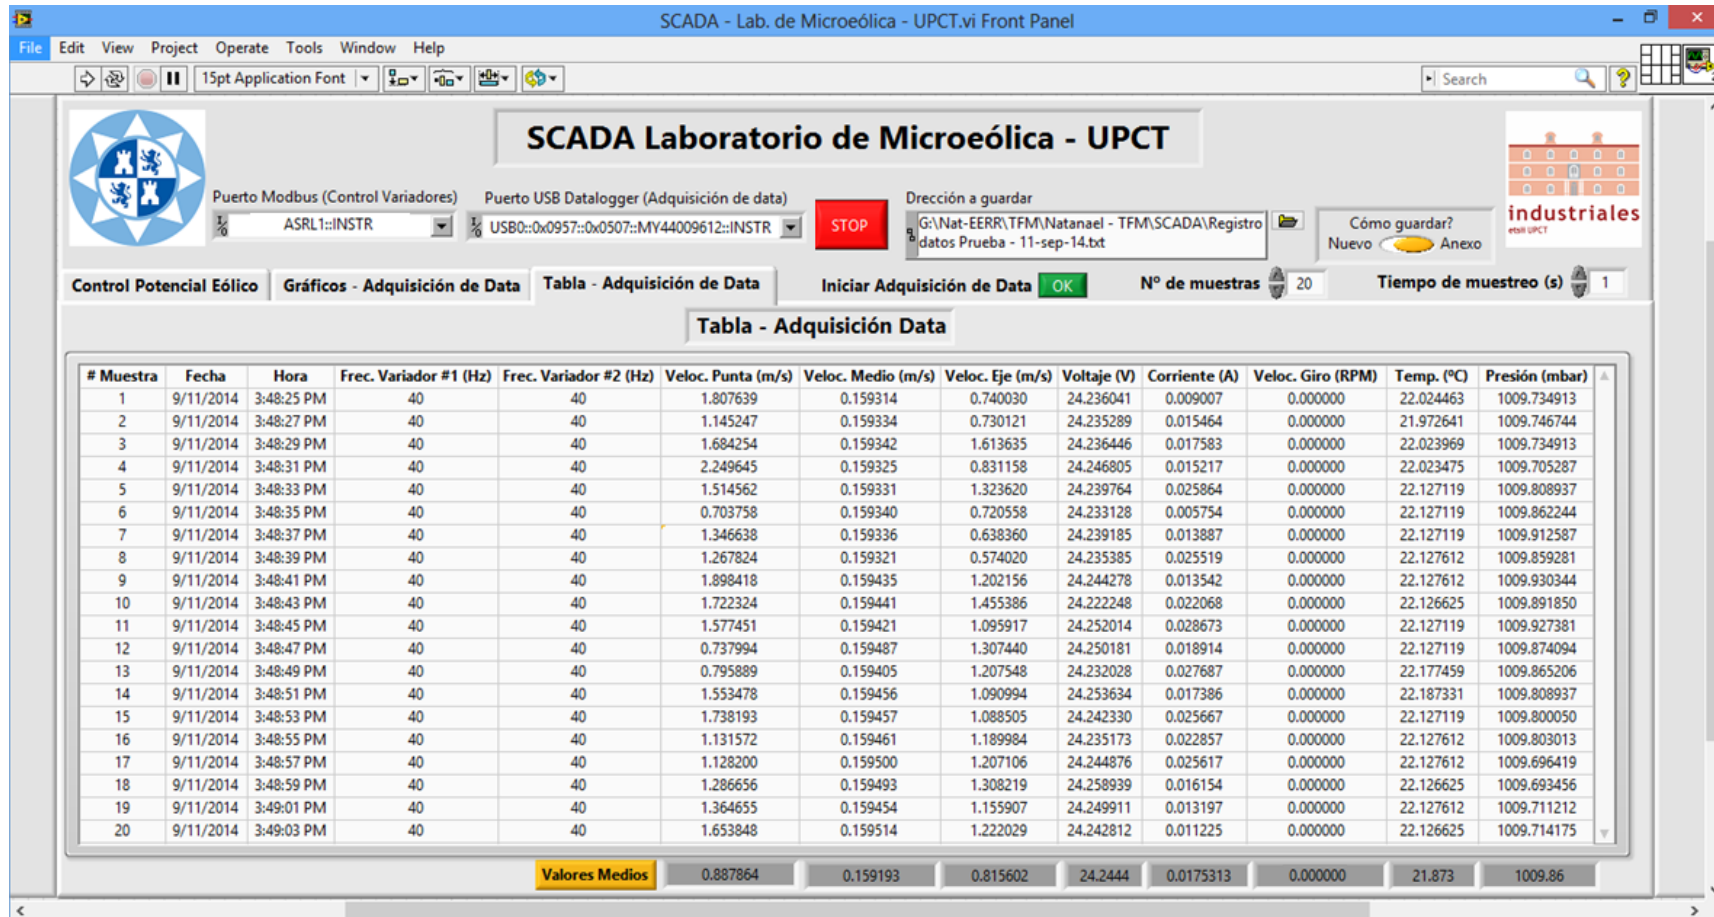 SCADA - Lab. de Microeólica - UPCT.vi Front Panel
File Edit View Project Operate Tools Window Help
15pt Application Font Search
SCADA Laboratorio de Microeólica - UPCT
Puerto Modbus (Control Variadores) Puerto USB Datalogger (Adquisición de data) Drección a guardar
ASRL1::INSTR USB0::0x0957::0x0507::MY44009612::INSTR STOP G:\Nat-EERR\TFM\Natanael - TFM\SCADA\Registro
datos Prueba - 11-sep-14.txt
Cómo guardar?
Nuevo Anexo
industriales
etsii UPCT
Control Potencial Eólico Gráficos - Adquisición de Data Tabla - Adquisición de Data Iniciar Adquisición de Data OK Nº de muestras 20 Tiempo de muestreo (s) 1
Tabla - Adquisición Data
# Muestra Fecha Hora Frec. Variador #1 (Hz) Frec. Variador #2 (Hz) Veloc. Punta (m/s) Veloc. Medio (m/s) Veloc. Eje (m/s) Voltaje (V) Corriente (A) Veloc. Giro (RPM) Temp. (ºC) Presión (mbar)
1 9/11/2014 3:48:25 PM 40 40 1.807639 0.159314 0.740030 24.236041 0.009007 0.000000 22.024463 1009.734913
2 9/11/2014 3:48:27 PM 40 40 1.145247 0.159334 0.730121 24.235289 0.015464 0.000000 21.972641 1009.746744
3 9/11/2014 3:48:29 PM 40 40 1.684254 0.159342 1.613635 24.236446 0.017583 0.000000 22.023969 1009.734913
4 9/11/2014 3:48:31 PM 40 40 2.249645 0.159325 0.831158 24.246805 0.015217 0.000000 22.023475 1009.705287
5 9/11/2014 3:48:33 PM 40 40 1.514562 0.159331 1.323620 24.239764 0.025864 0.000000 22.127119 1009.808937
6 9/11/2014 3:48:35 PM 40 40 0.703758 0.159340 0.720558 24.233128 0.005754 0.000000 22.127119 1009.862244
7 9/11/2014 3:48:37 PM 40 40 1.346638 0.159336 0.638360 24.239185 0.013887 0.000000 22.127119 1009.912587
8 9/11/2014 3:48:39 PM 40 40 1.267824 0.159321 0.574020 24.235385 0.025519 0.000000 22.127612 1009.859281
9 9/11/2014 3:48:41 PM 40 40 1.898418 0.159435 1.202156 24.244278 0.013542 0.000000 22.127612 1009.930344
10 9/11/2014 3:48:43 PM 40 40 1.722324 0.159441 1.455386 24.222248 0.022068 0.000000 22.126625 1009.891850
11 9/11/2014 3:48:45 PM 40 40 1.577451 0.159421 1.095917 24.252014 0.028673 0.000000 22.127119 1009.927381
12 9/11/2014 3:48:47 PM 40 40 0.737994 0.159487 1.307440 24.250181 0.018914 0.000000 22.127119 1009.874094
13 9/11/2014 3:48:49 PM 40 40 0.795889 0.159405 1.207548 24.232028 0.027687 0.000000 22.177459 1009.865206
14 9/11/2014 3:48:51 PM 40 40 1.553478 0.159456 1.090994 24.253634 0.017386 0.000000 22.187331 1009.808937
15 9/11/2014 3:48:53 PM 40 40 1.738193 0.159457 1.088505 24.242330 0.025667 0.000000 22.127119 1009.800050
16 9/11/2014 3:48:55 PM 40 40 1.131572 0.159461 1.189984 24.235173 0.022857 0.000000 22.127612 1009.803013
17 9/11/2014 3:48:57 PM 40 40 1.128200 0.159500 1.207106 24.244876 0.025617 0.000000 22.127612 1009.696419
18 9/11/2014 3:48:59 PM 40 40 1.286656 0.159493 1.308219 24.258939 0.016154 0.000000 22.126625 1009.693456
19 9/11/2014 3:49:01 PM 40 40 1.364655 0.159454 1.155907 24.249911 0.013197 0.000000 22.127612 1009.711212
20 9/11/2014 3:49:03 PM 40 40 1.653848 0.159514 1.222029 24.242812 0.011225 0.000000 22.126625 1009.714175
Valores Medios 0.887864 0.159193 0.815602 24.2444 0.0175313 0.000000 21.873 1009.86